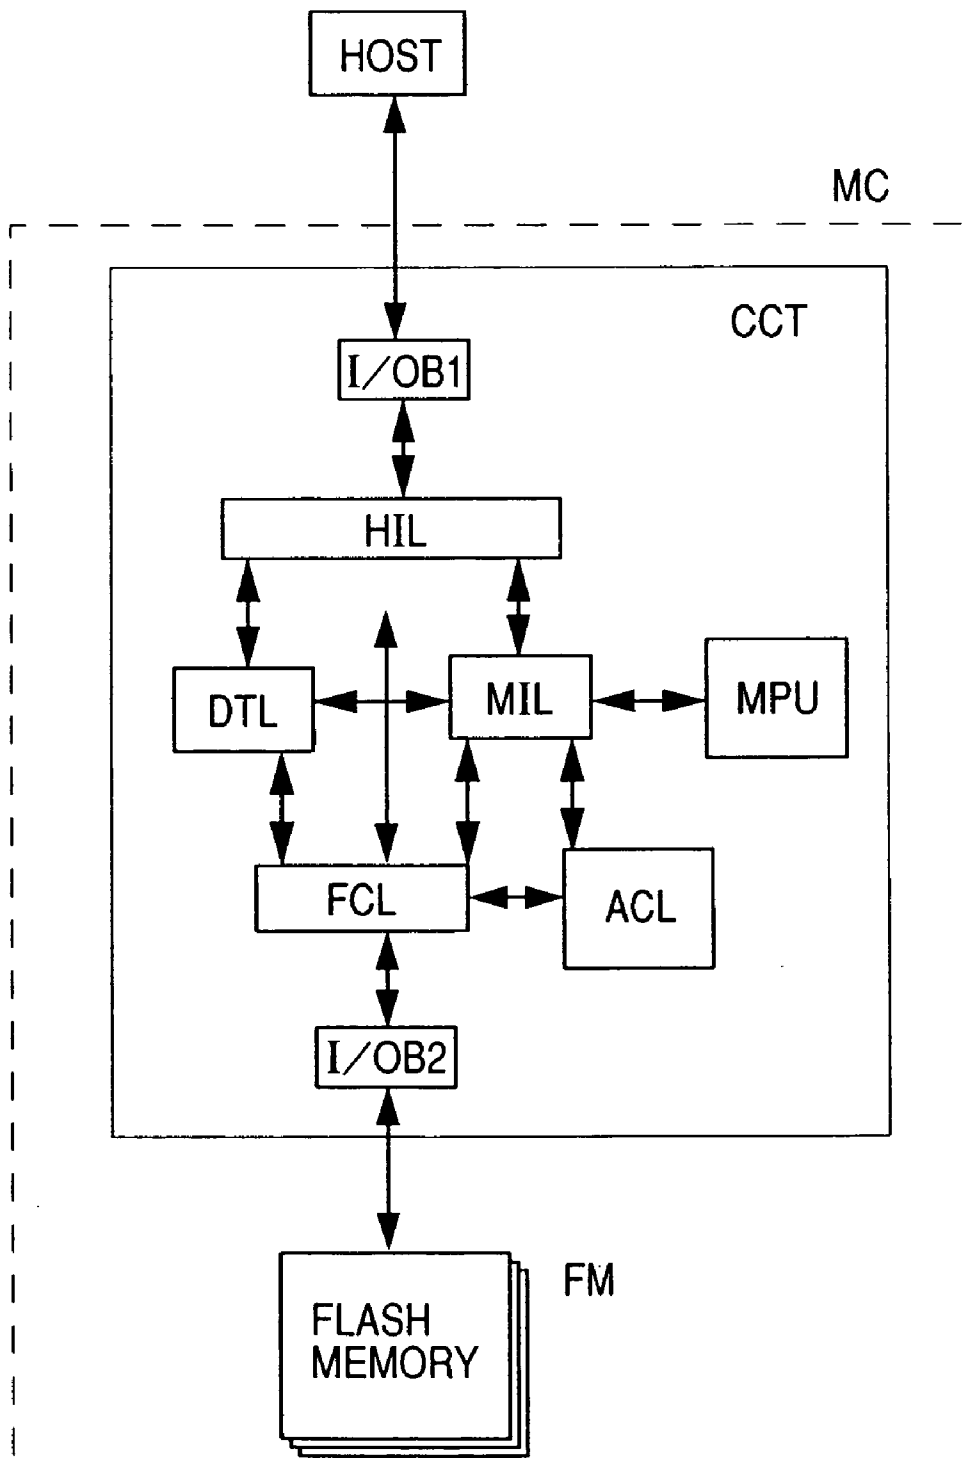 HOST
MC
CCT
I/OB1
HIL
DTL
MIL
MPU
FCL
ACL
I/OB2
FM
FLASH
MEMORY